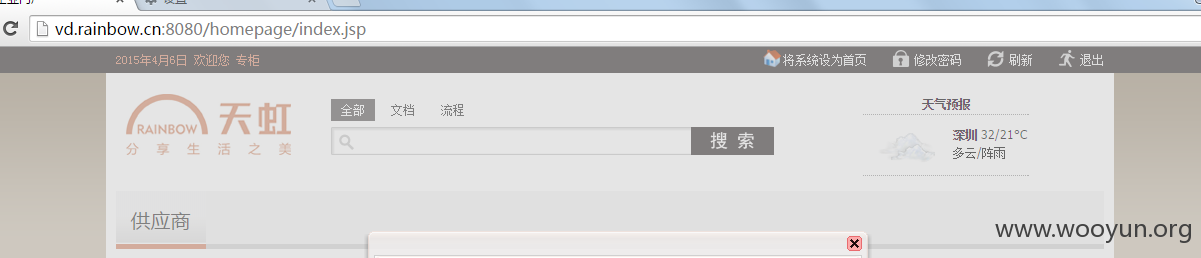 vd.rainbow.cn:8080/homepage/index.jsp
2015年4月6日 欢迎您 专柜
将系统设为首页 修改密码 刷新 退出
RAINBOW 天虹
分享生活之美
全部 文档 流程
搜索
天气预报
深圳 32/21°C
多云/阵雨
供应商
www.wooyun.org